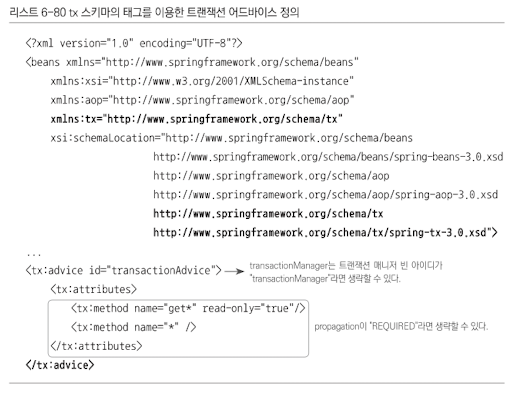 리스트 6-80 tx 스키마의 태그를 이용한 트랜잭션 어드바이스 정의
<?xml version="1.0" encoding="UTF-8"?>
<beans xmlns="http://www.springframework.org/schema/beans"
xmlns:xsi="http://www.w3.org/2001/XMLSchema-instance"
xmlns:aop="http://www.springframework.org/schema/aop"
xmlns:tx="http://www.springframework.org/schema/tx"
xsi:schemaLocation="http://www.springframework.org/schema/beans
http://www.springframework.org/schema/beans/spring-beans-3.0.xsd
http://www.springframework.org/schema/aop
http://www.springframework.org/schema/aop/spring-aop-3.0.xsd
http://www.springframework.org/schema/tx
http://www.springframework.org/schema/tx/spring-tx-3.0.xsd">
...
<tx:advice id="transactionAdvice">
transactionManager는 트랜잭션 매니저 빈 아이디가
"transactionManager"라면 생략할 수 있다.
<tx:attributes>
<tx:method name="get*" read-only="true"/>
<tx:method name="*" />
propagation이 "REQUIRED"라면 생략할 수 있다.
</tx:attributes>
</tx:advice>